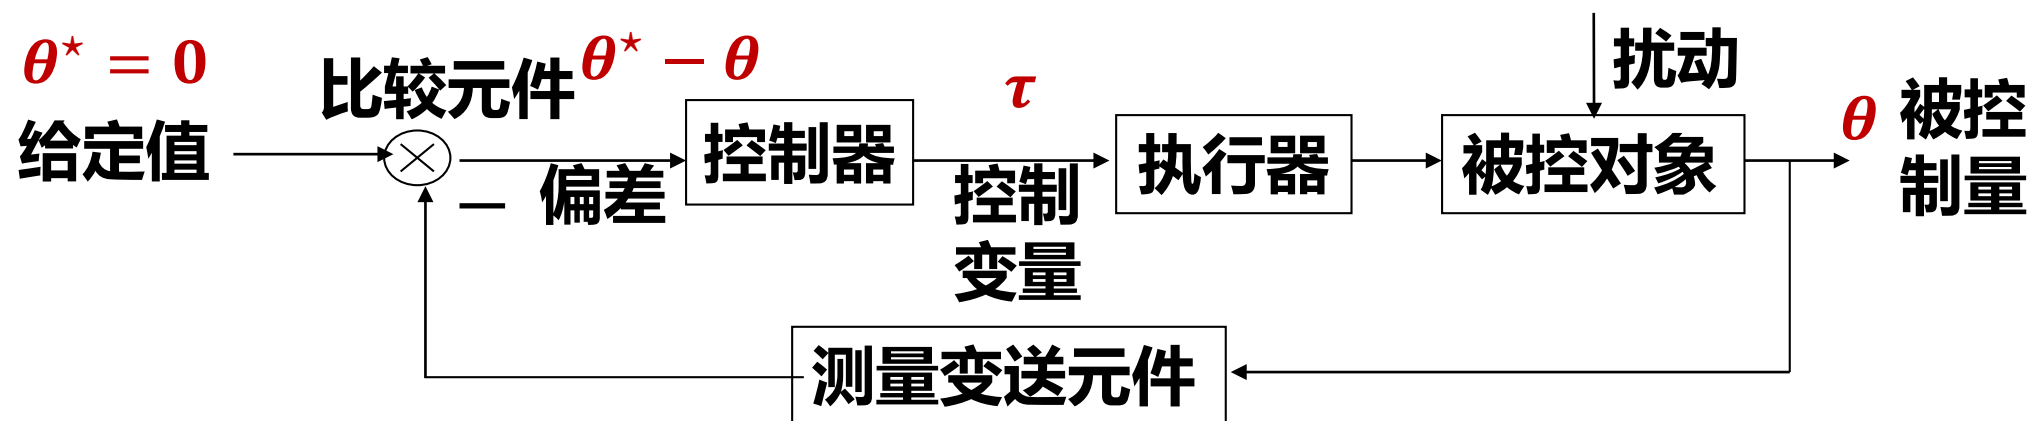 θ* = 0
给定值
比较元件
θ* − θ
−
偏差
控制器
τ
控制
变量
执行器
扰动
被控对象
θ
被控
制量
测量变送元件